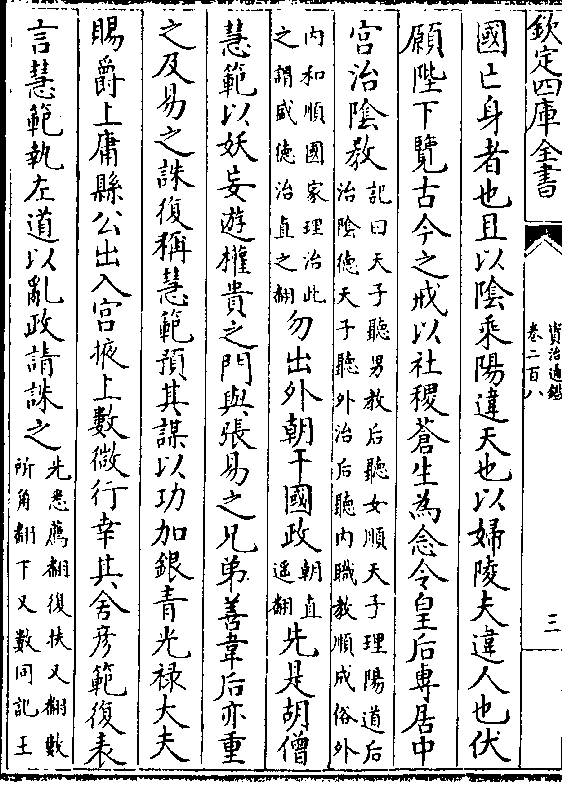 欽定四庫全書
資治通鑑
卷二百八
三
國亡身者也且以陰乘陽違天也以婦陵夫違人也伏
願陛下覽古今之戒以社稷蒼生為念令皇后專居中
宮治陰教記曰天子聽男教后聽女順天子理陽道后
治陰徳天子聽外治后聽内職教順成俗外
内和順國家理治此
之謂盛徳治直之翻勿出外朝干國政朝直
遥翻先是胡僧
慧範以妖妄遊權貴之門與張易之兄弟善韋后亦重
之及易之誅復稱慧範預其謀以功加銀青光禄大夫
賜爵上庸縣公出入宮掖上數微行幸其舍彦範復表
言慧範執左道以亂政請誅之先悉薦翻復扶又翻數
所角翻下又數同記王